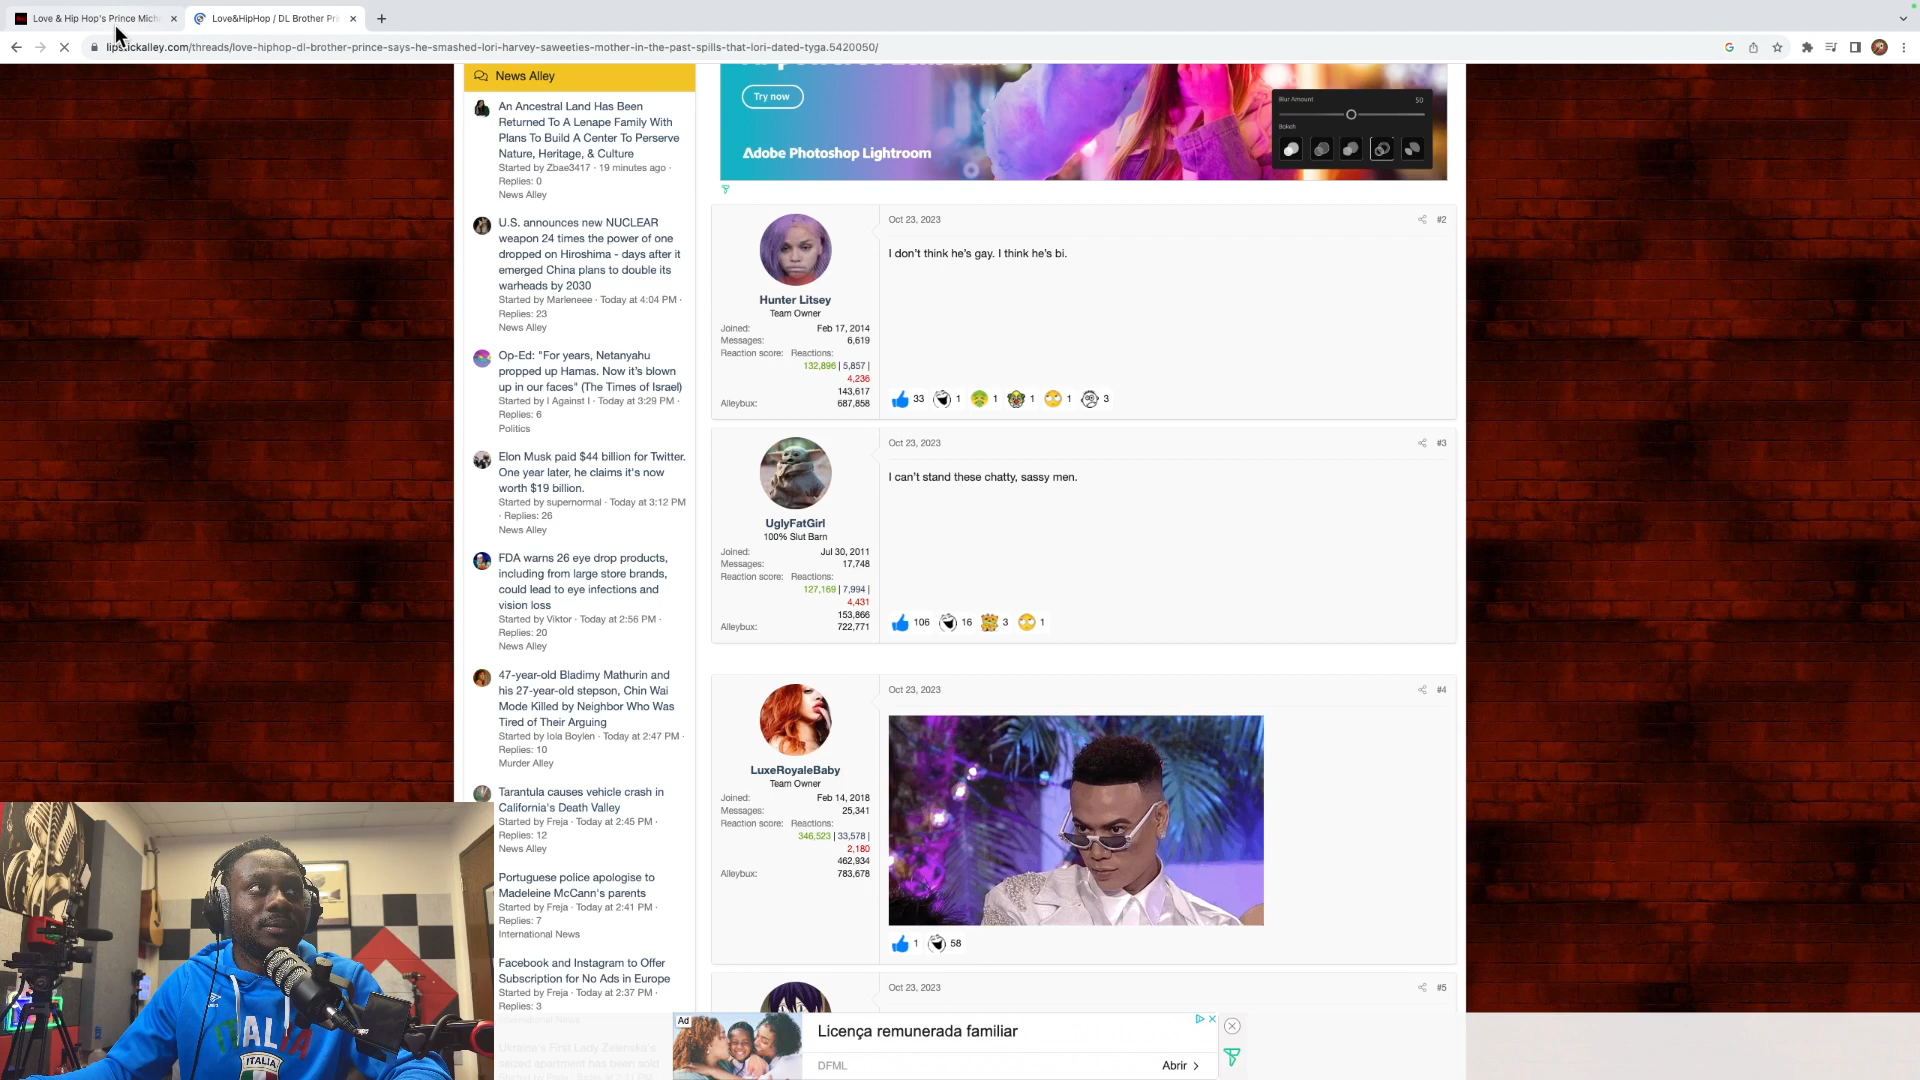 Love & Hip Hop's Prince Mich
Love&HipHop / DL Brother Pri
lipstickalley.com/threads/love-hiphop-dl-brother-prince-says-he-smashed-lori-harvey-saweeties-mother-in-the-past-spills-that-lori-dated-tyga.5420050/
News Alley
An Ancestral Land Has Been
Returned To A Lenape Family With
Plans To Build A Center To Perserve
Nature, Heritage, & Culture
Started by Zbae3417 · 19 minutes ago ·
Replies: 0
News Alley
U.S. announces new NUCLEAR
weapon 24 times the power of one
dropped on Hiroshima - days after it
emerged China plans to double its
warheads by 2030
Started by Marleneee · Today at 4:04 PM ·
Replies: 23
News Alley
Op-Ed: "For years, Netanyahu
propped up Hamas. Now it's blown
up in our faces" (The Times of Israel)
Started by I Against I · Today at 3:29 PM ·
Replies: 6
Politics
Elon Musk paid $44 billion for Twitter.
One year later, he claims it's now
worth $19 billion.
Started by supernormal · Today at 3:12 PM
· Replies: 26
News Alley
FDA warns 26 eye drop products,
including from large store brands,
could lead to eye infections and
vision loss
Started by Viktor · Today at 2:56 PM ·
Replies: 20
News Alley
47-year-old Bladimy Mathurin and
his 27-year-old stepson, Chin Wai
Mode Killed by Neighbor Who Was
Tired of Their Arguing
Started by Iola Boylen · Today at 2:47 PM ·
Replies: 10
Murder Alley
Tarantula causes vehicle crash in
California's Death Valley
Started by Freja · Today at 2:45 PM ·
Replies: 12
News Alley
Portuguese police apologise to
Madeleine McCann's parents
Started by Freja · Today at 2:41 PM ·
Replies: 7
International News
Facebook and Instagram to Offer
Subscription for No Ads in Europe
Started by Freja · Today at 2:37 PM ·
Replies: 3
International News
Ukraine's First Lady Zelenska's
seized apartment has been sold
Try now
Adobe Photoshop Lightroom
Blur Amount 50
Bokeh
Oct 23, 2023 #2
I don't think he's gay. I think he's bi.
Hunter Litsey
Team Owner
Joined: Feb 17, 2014
Messages: 6,619
Reaction score: Reactions:
132,896 | 5,857 |
4,236
143,617
Alleybux: 687,858
33 1 1 1 1 3
Oct 23, 2023 #3
I can't stand these chatty, sassy men.
UglyFatGirl
100% Slut Barn
Joined: Jul 30, 2011
Messages: 17,748
Reaction score: Reactions:
127,169 | 7,994 |
4,431
153,866
Alleybux: 722,771
106 16 3 1
Oct 23, 2023 #4
LuxeRoyaleBaby
Team Owner
Joined: Feb 14, 2018
Messages: 25,341
Reaction score: Reactions:
346,523 | 33,578 |
2,180
462,934
Alleybux: 783,678
1 58
Oct 23, 2023 #5
Ad
Licença remunerada familiar
DFML
Abrir
ITALIA
ITALIA